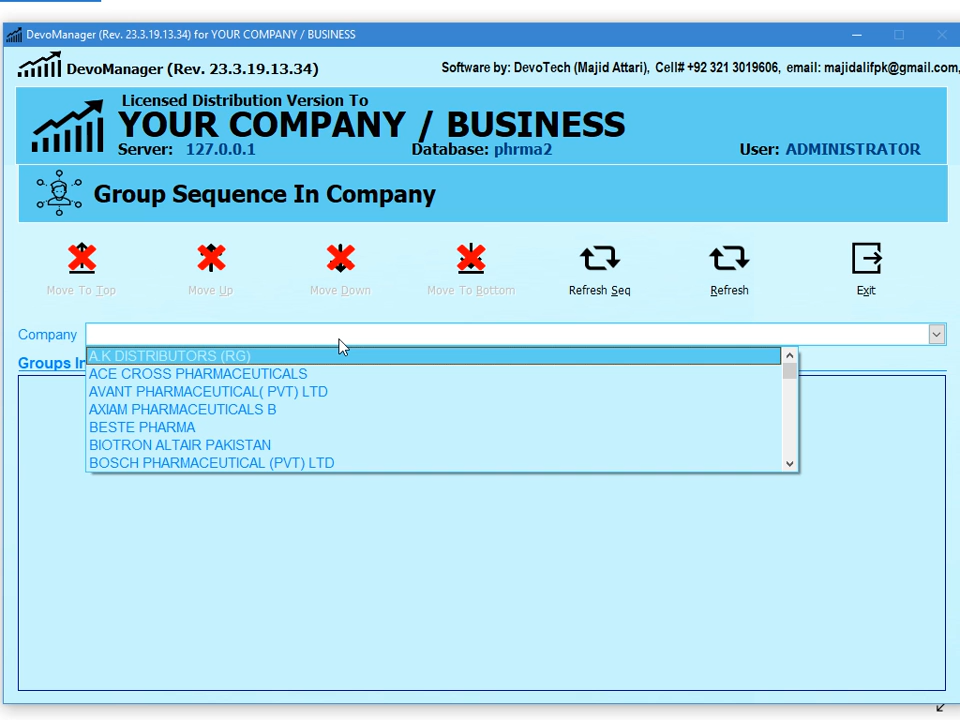 DevoManager (Rev. 23.3.19.13.34) for YOUR COMPANY / BUSINESS
DevoManager (Rev. 23.3.19.13.34)
Software by: DevoTech (Majid Attari), Cell# +92 321 3019606, email: majidalifpk@gmail.com,
Licensed Distribution Version To
YOUR COMPANY / BUSINESS
Server: 127.0.0.1
Database: phrma2
User: ADMINISTRATOR
Group Sequence In Company
Move To Top
Move Up
Move Down
Move To Bottom
Refresh Seq
Refresh
Exit
Company
Groups In
A.K DISTRIBUTORS (RG)
ACE CROSS PHARMACEUTICALS
AVANT PHARMACEUTICAL( PVT) LTD
AXIAM PHARMACEUTICALS B
BESTE PHARMA
BIOTRON ALTAIR PAKISTAN
BOSCH PHARMACEUTICAL (PVT) LTD